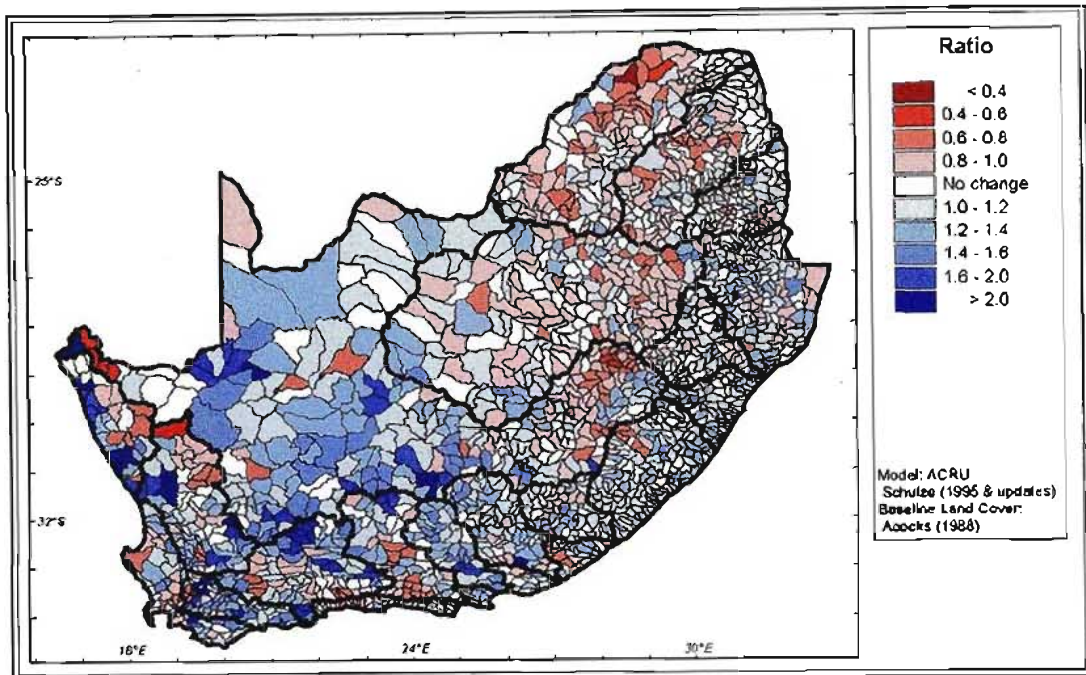 Ratio
< 0.4
0.4 - 0.6
0.6 - 0.8
0.8 - 1.0
No change
1.0 - 1.2
1.2 - 1.4
1.4 - 1.6
1.6 - 2.0
> 2.0
25°S
32°S
18°E
24°E
30°E
Model: ACRU
Schulze (1995 & updates)
Baseline Land Cover:
Acocks (1988)